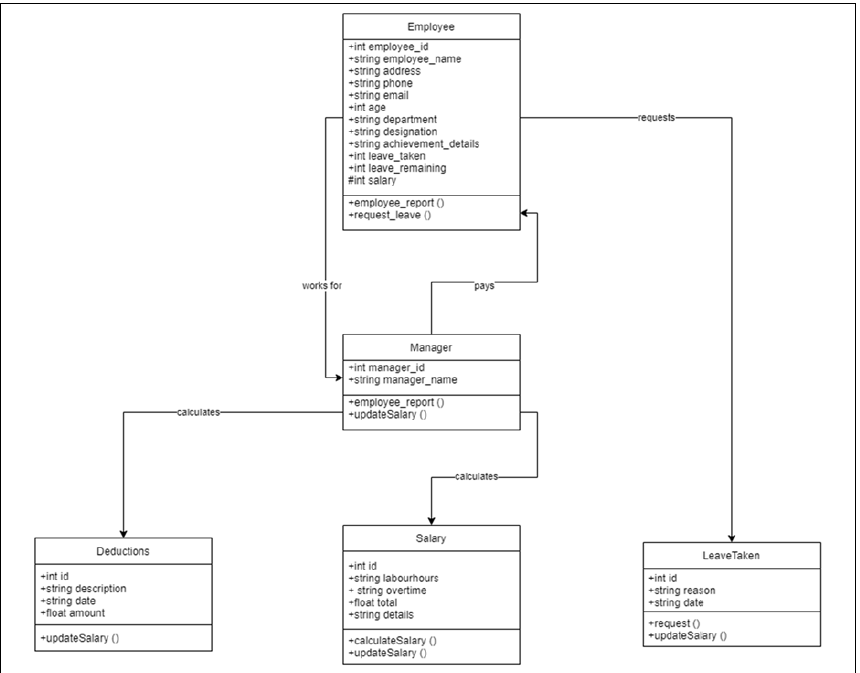 Employee
+int employee_id
+string employee_name
+string address
+string phone
+string email
+int age
+string department
+string designation
+string achievement_details
+int leave_taken
+int leave_remaining
#int salary
+employee_report ()
+request_leave ()
requests
works for
pays
Manager
+int manager_id
+string manager_name
+employee_report ()
+updateSalary ()
calculates
calculates
Deductions
+int id
+string description
+string date
+float amount
+updateSalary ()
Salary
+int id
+string labourhours
+ string overtime
+float total
+string details
+calculateSalary ()
+updateSalary ()
LeaveTaken
+int id
+string reason
+string date
+request ()
+updateSalary ()